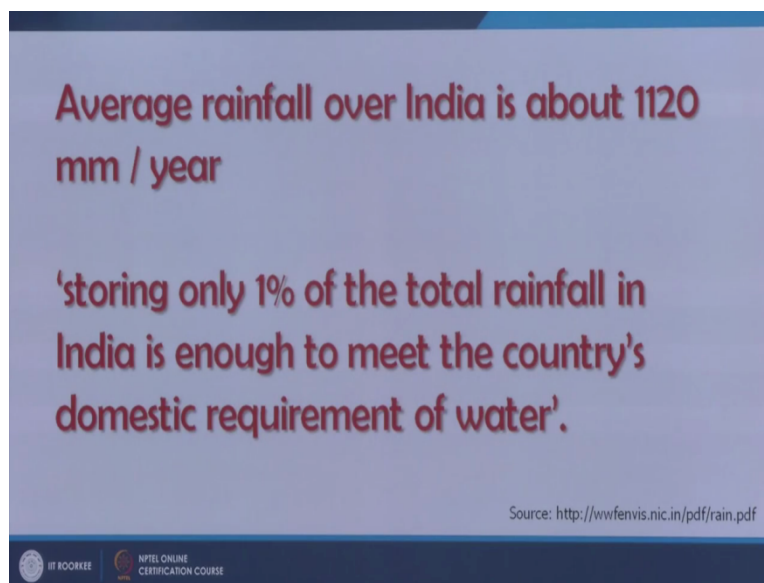 Average rainfall over India is about 1120
mm / year
‘storing only 1% of the total rainfall in
India is enough to meet the country’s
domestic requirement of water’.
Source: http://wwfenvis.nic.in/pdf/rain.pdf
IIT ROORKEE
NPTEL ONLINE
CERTIFICATION COURSE